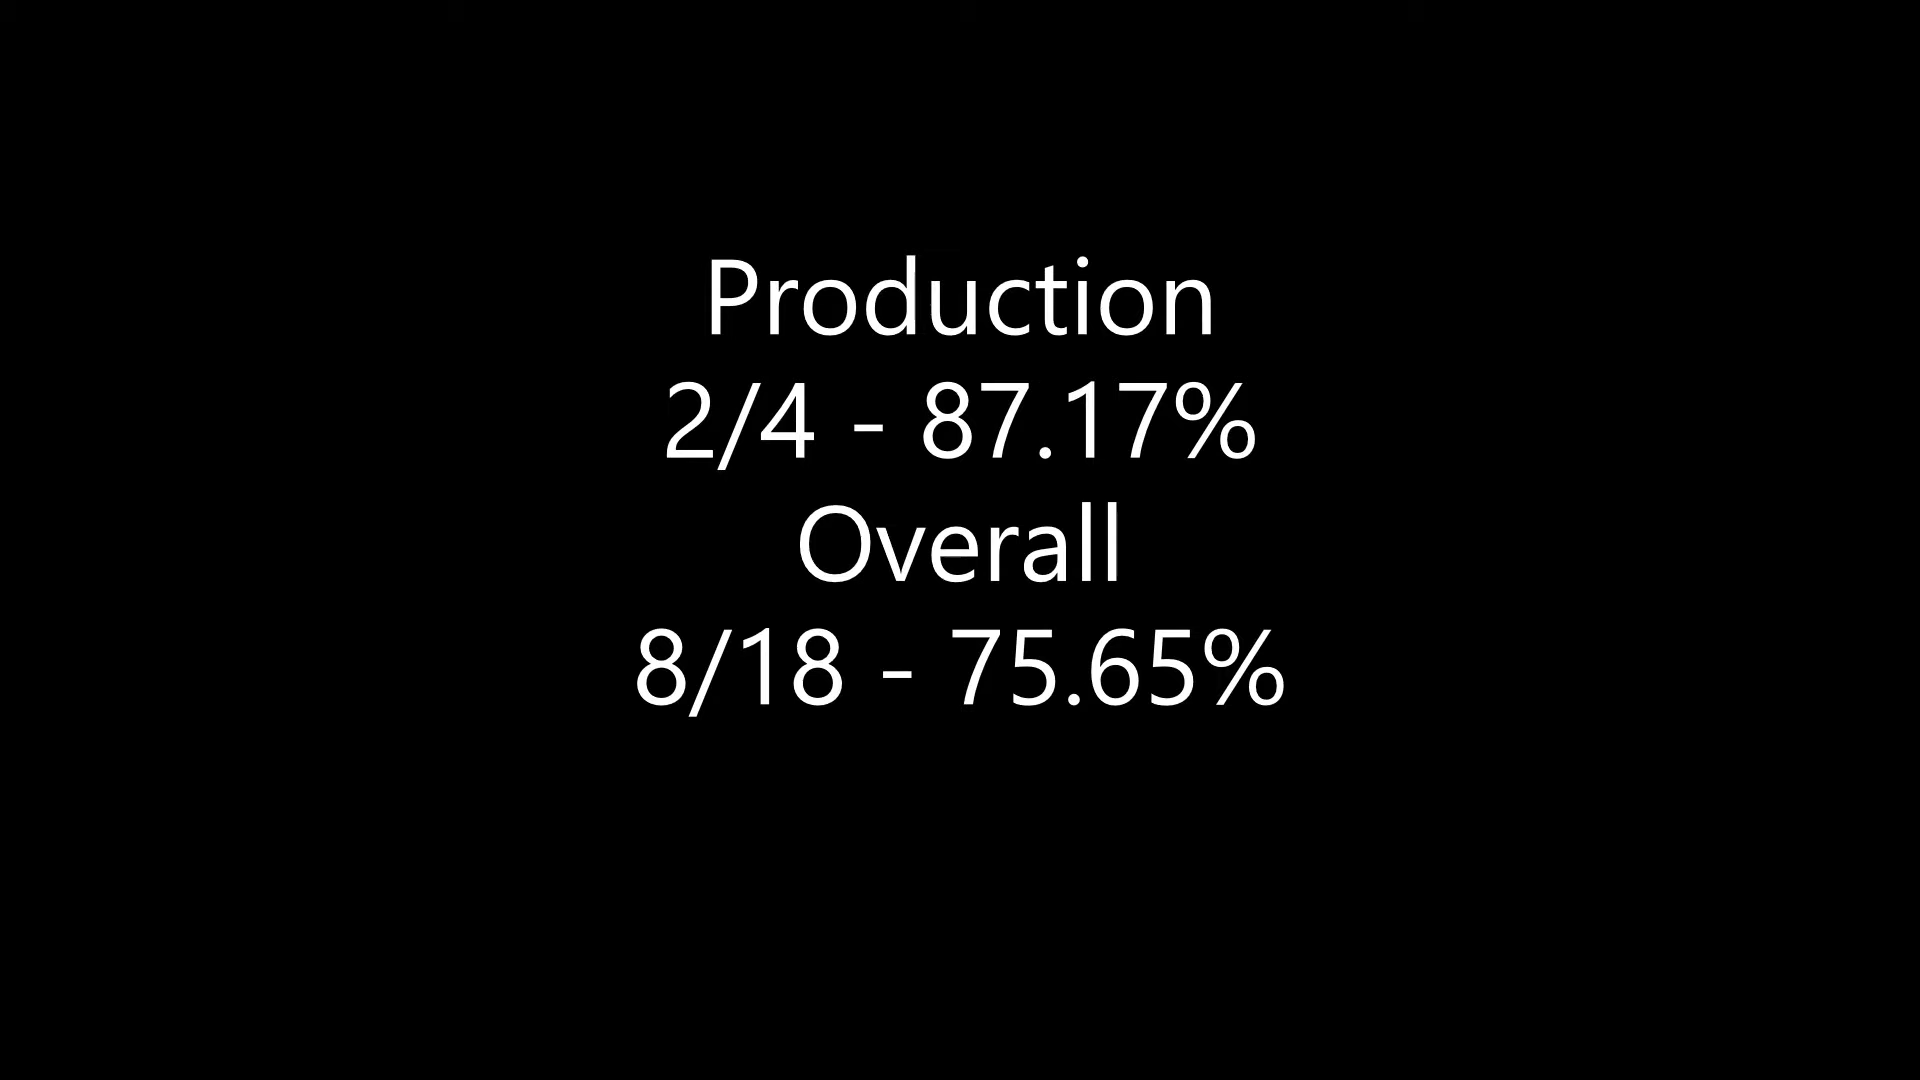 Production
2/4 - 87.17%
Overall
8/18 - 75.65%